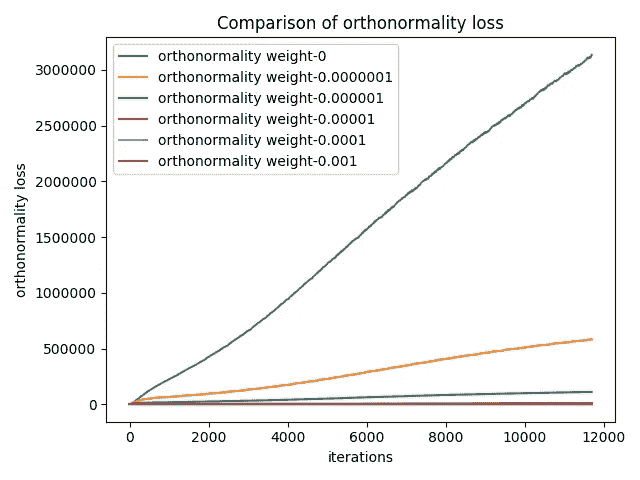 Comparison of orthonormality loss
orthonormality weight-0
orthonormality weight-0.0000001
orthonormality weight-0.000001
orthonormality weight-0.00001
orthonormality weight-0.0001
orthonormality weight-0.001
3000000
2500000
2000000
1500000
1000000
500000
0
orthonormality loss
0 2000 4000 6000 8000 10000 12000
iterations